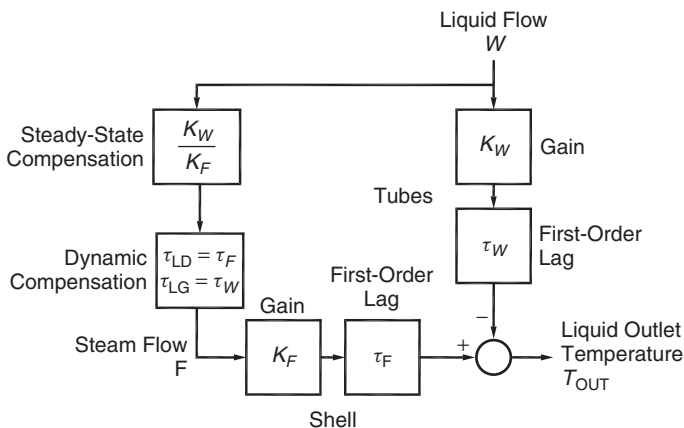 Liquid Flow
W
Steady-State
Compensation
K_W
K_F
K_W
Gain
Tubes
Dynamic
Compensation
τ_LD = τ_F
τ_LG = τ_W
τ_W
First-Order
Lag
Gain
First-Order
Lag
Steam Flow
F
K_F
τ_F
+
−
Liquid Outlet
Temperature
T_OUT
Shell